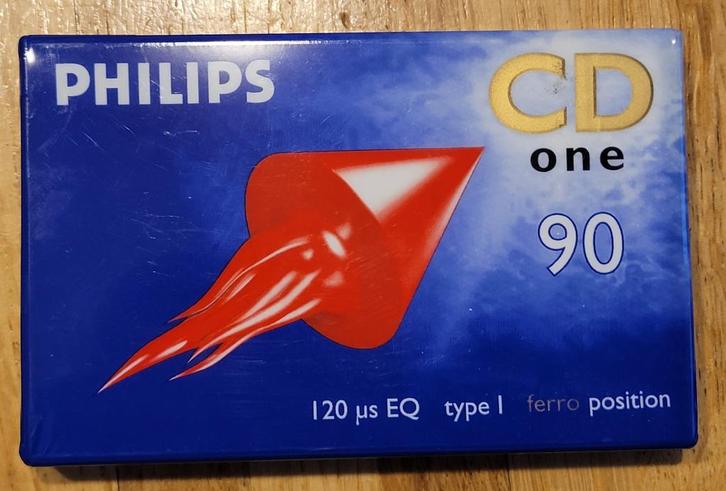 PHILIPS
CD
one
90
120 µs EQ type I ferro position